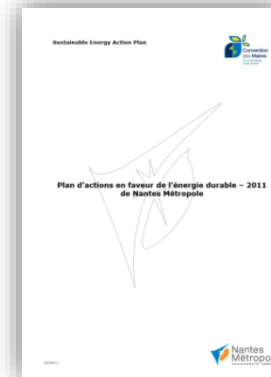 Sustainable Energy Action Plan
Convention
des Maires
Plan d'actions en faveur de l'énergie durable – 2011
de Nantes Métropole
Nantes
Métropole